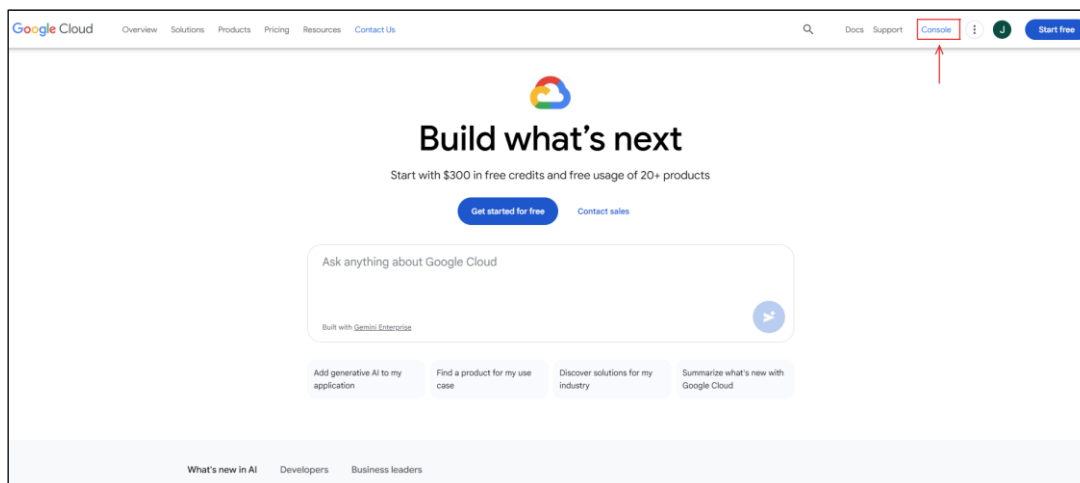 Google Cloud Overview Solutions Products Pricing Resources Contact Us Docs Support Console J Start free
Build what's next
Start with $300 in free credits and free usage of 20+ products
Get started for free Contact sales
Ask anything about Google Cloud
Built with Gemini Enterprise
Add generative AI to my Find a product for my use Discover solutions for my Summarize what's new with
application case industry Google Cloud
What's new in AI Developers Business leaders